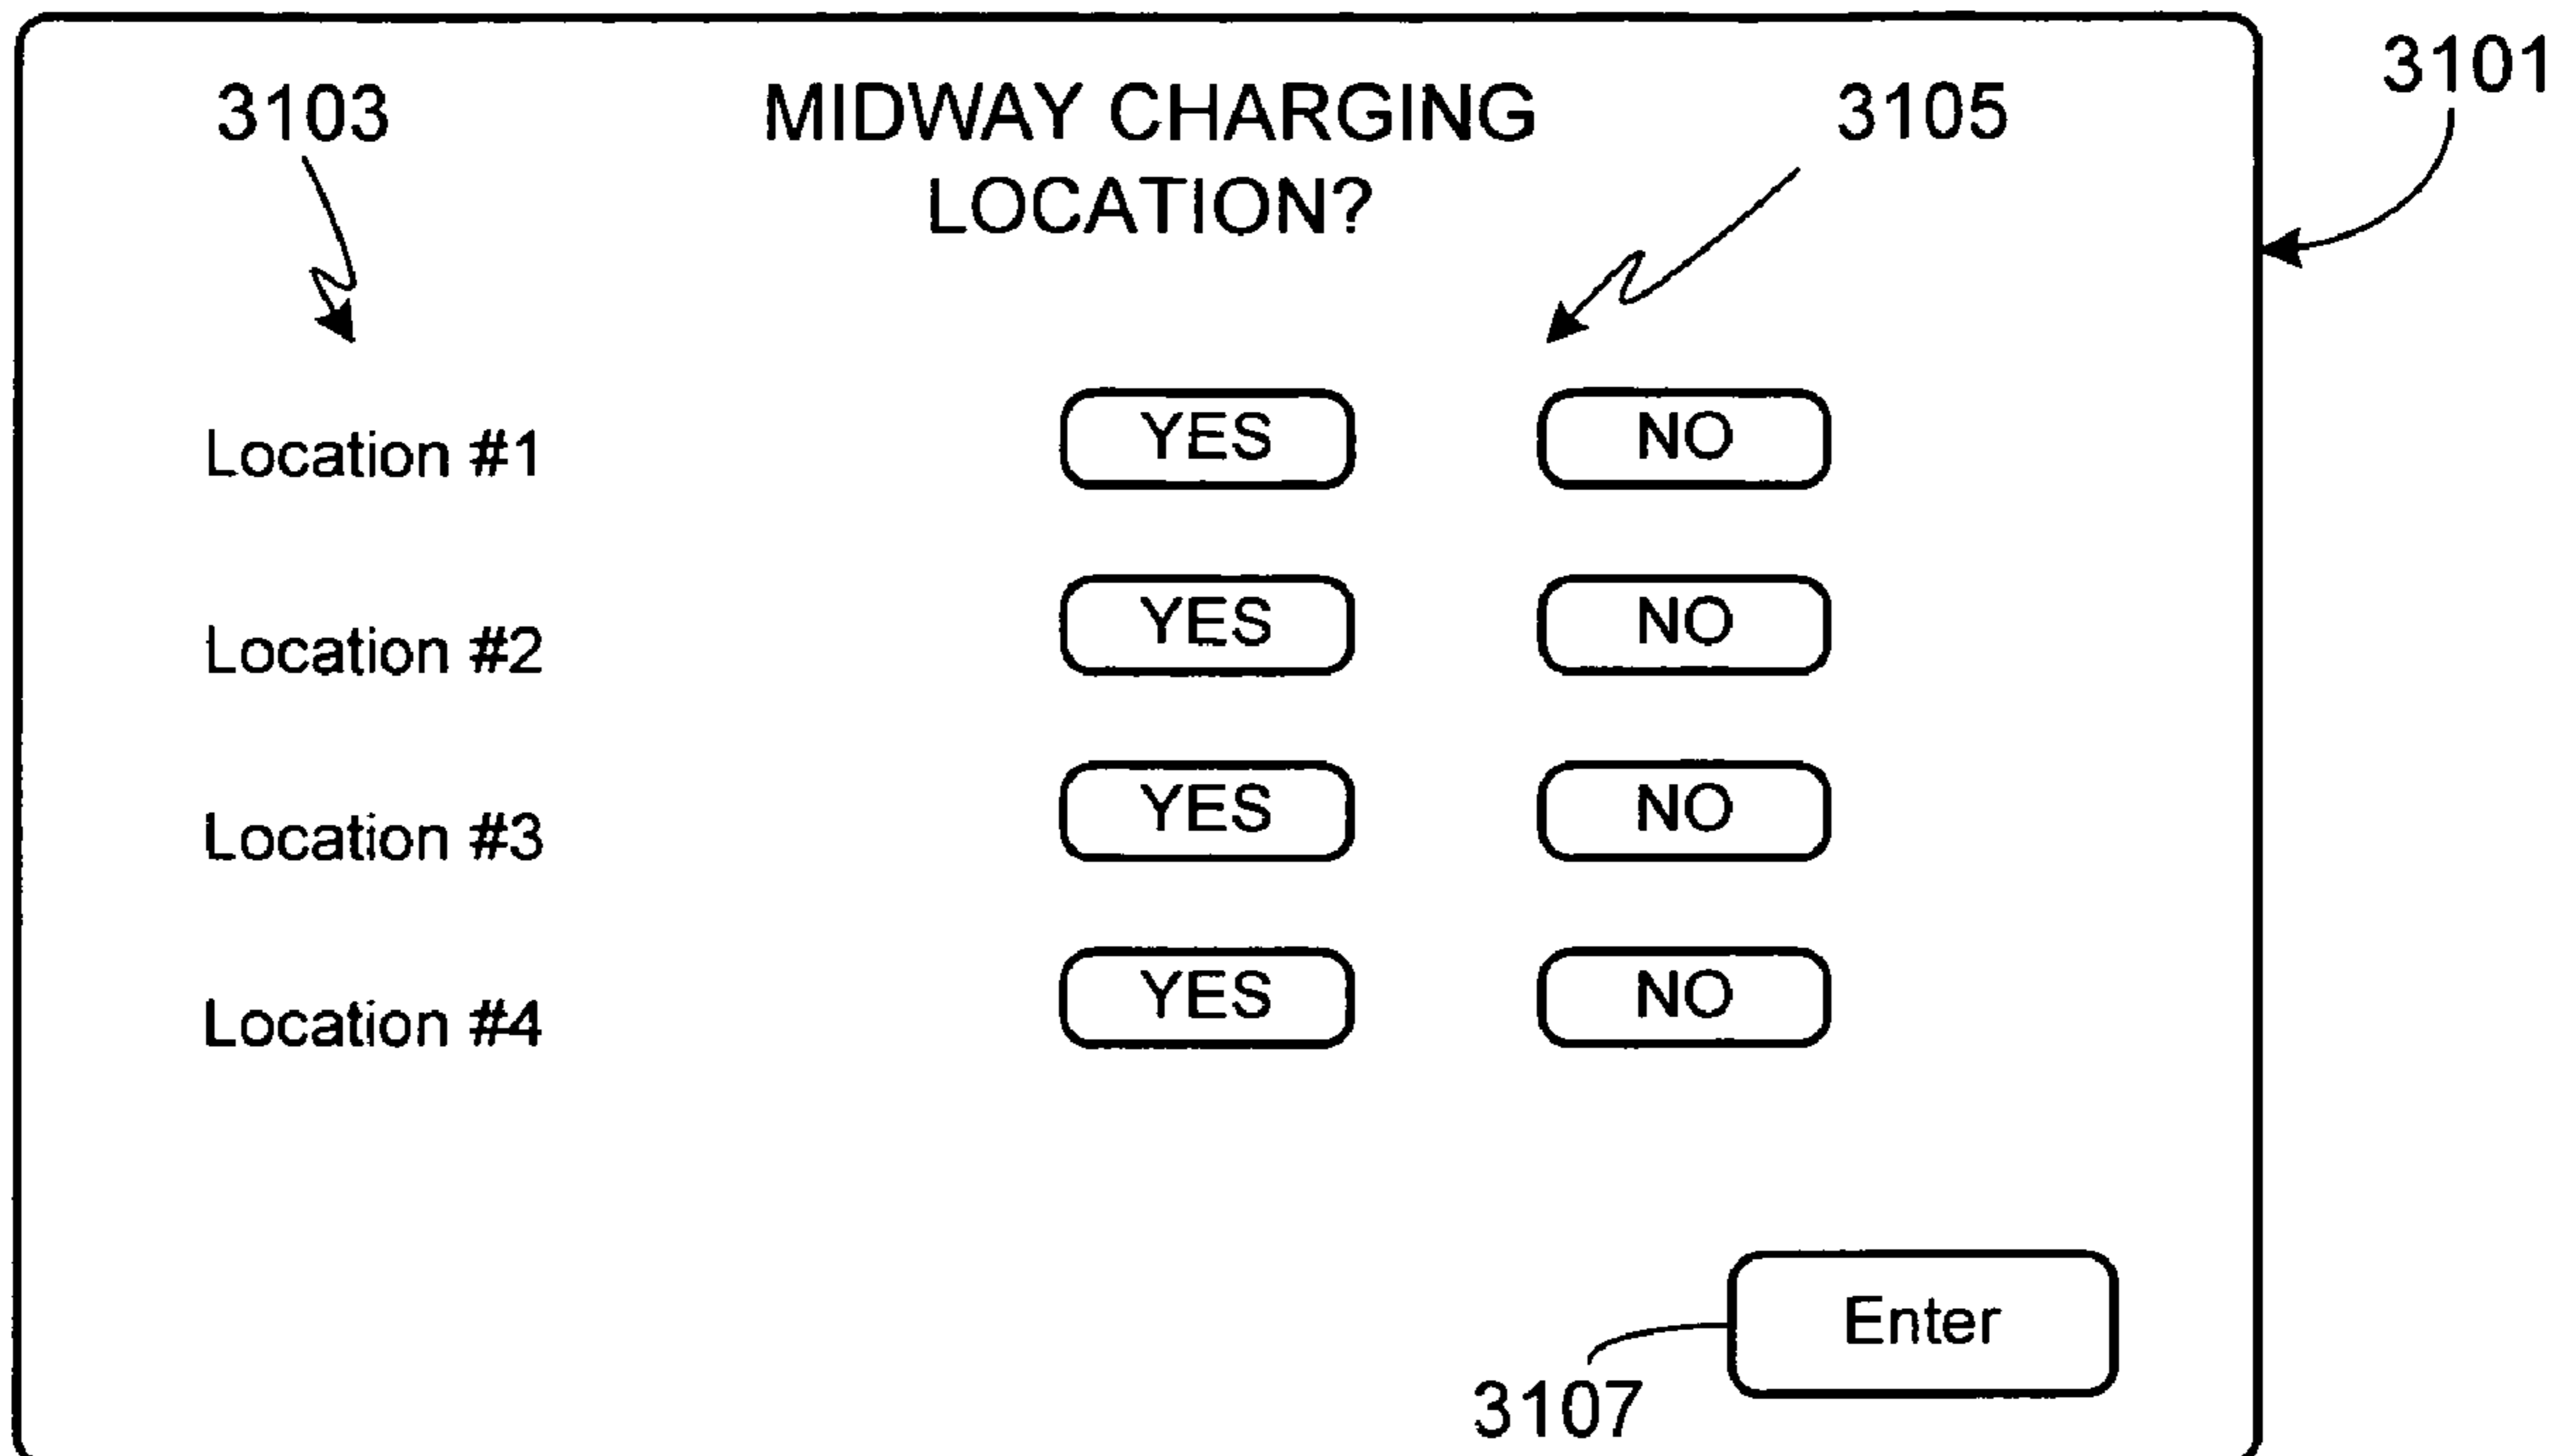 3101
3103 MIDWAY CHARGING 3105
LOCATION?
Location #1 YES NO
Location #2 YES NO
Location #3 YES NO
Location #4 YES NO
Enter
3107